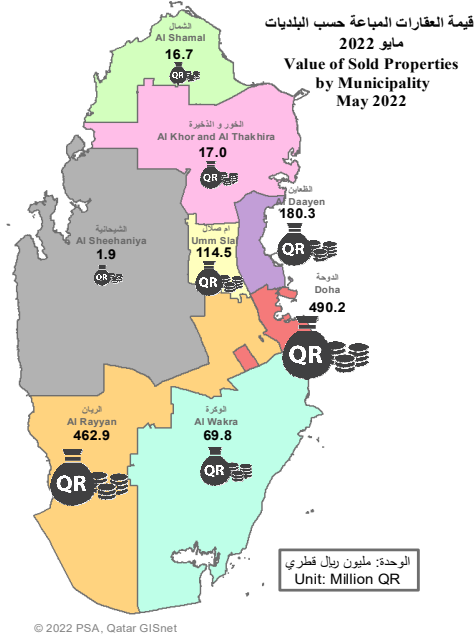 قيمة العقارات المباعة حسب البلديات
مايو 2022
Value of Sold Properties
by Municipality
May 2022
الشمال
Al Shamal
16.7
QR
الخور و الذخيرة
Al Khor and Al Thakhira
17.0
QR
الظعاين
Al Daayen
180.3
QR
ام صلال
Umm Slal
114.5
QR
الشيحانية
Al Sheehaniya
1.9
QR
الدوحة
Doha
490.2
QR
الريان
Al Rayyan
462.9
QR
الوكرة
Al Wakra
69.8
QR
الوحدة: مليون ريال قطري
Unit: Million QR
© 2022 PSA, Qatar GISnet